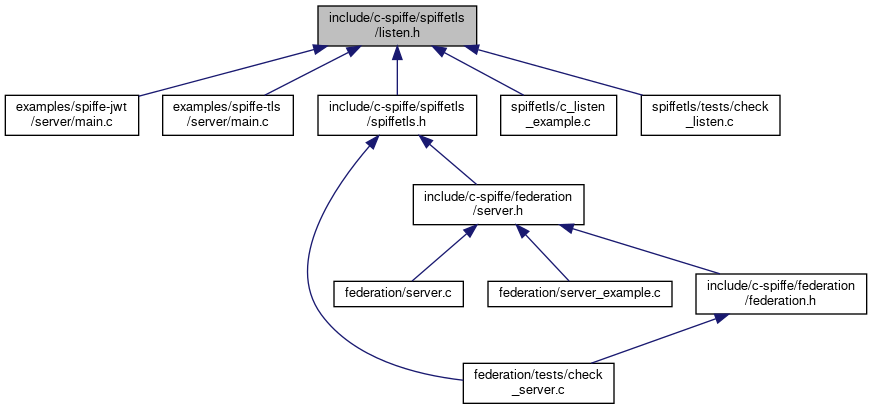 include/c-spiffe/spiffetls
/listen.h
examples/spiffe-jwt
/server/main.c
examples/spiffe-tls
/server/main.c
include/c-spiffe/spiffetls
/spiffetls.h
spiffetls/c_listen
_example.c
spiffetls/tests/check
_listen.c
include/c-spiffe/federation
/server.h
federation/server.c
federation/server_example.c
include/c-spiffe/federation
/federation.h
federation/tests/check
_server.c